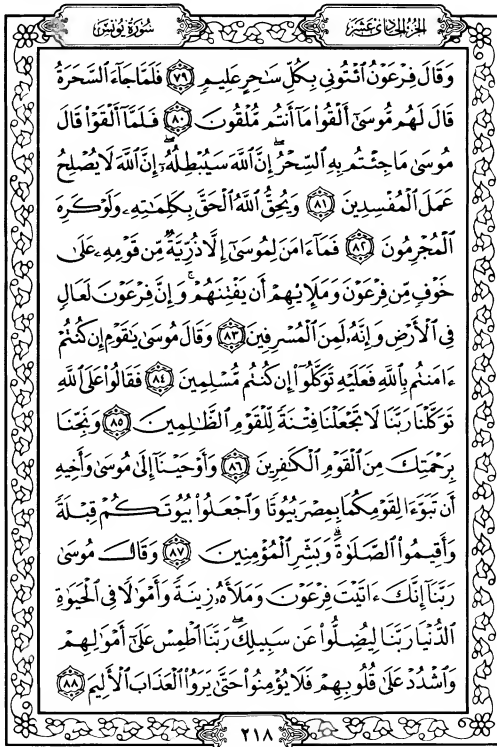 الجزء الحادي عشر
سورة يونس
وَقَالَ فِرْعَوْنُ ٱئْتُونِى بِكُلِّ سَٰحِرٍ عَلِيمٍ ٧٩ فَلَمَّا جَآءَ ٱلسَّحَرَةُ
قَالَ لَهُم مُّوسَىٰٓ أَلْقُوا۟ مَآ أَنتُم مُّلْقُونَ ٨٠ فَلَمَّآ أَلْقَوْا۟ قَالَ
مُوسَىٰ مَا جِئْتُم بِهِ ٱلسِّحْرُ ۖ إِنَّ ٱللَّهَ سَيُبْطِلُهُۥٓ ۖ إِنَّ ٱللَّهَ لَا يُصْلِحُ
عَمَلَ ٱلْمُفْسِدِينَ ٨١ وَيُحِقُّ ٱللَّهُ ٱلْحَقَّ بِكَلِمَٰتِهِۦ وَلَوْ كَرِهَ
ٱلْمُجْرِمُونَ ٨٢ فَمَآ ءَامَنَ لِمُوسَىٰٓ إِلَّا ذُرِّيَّةٌ مِّن قَوْمِهِۦ عَلَىٰ
خَوْفٍ مِّن فِرْعَوْنَ وَمَلَإِي۟هِمْ أَن يَفْتِنَهُمْ ۚ وَإِنَّ فِرْعَوْنَ لَعَالٍ
فِى ٱلْأَرْضِ وَإِنَّهُۥ لَمِنَ ٱلْمُسْرِفِينَ ٨٣ وَقَالَ مُوسَىٰ يَٰقَوْمِ إِن كُنتُمْ
ءَامَنتُم بِٱللَّهِ فَعَلَيْهِ تَوَكَّلُوٓا۟ إِن كُنتُم مُّسْلِمِينَ ٨٤ فَقَالُوا۟ عَلَى ٱللَّهِ
تَوَكَّلْنَا رَبَّنَا لَا تَجْعَلْنَا فِتْنَةً لِّلْقَوْمِ ٱلظَّٰلِمِينَ ٨٥ وَنَجِّنَا
بِرَحْمَتِكَ مِنَ ٱلْقَوْمِ ٱلْكَٰفِرِينَ ٨٦ وَأَوْحَيْنَآ إِلَىٰ مُوسَىٰ وَأَخِيهِ
أَن تَبَوَّءَا لِقَوْمِكُمَا بِمِصْرَ بُيُوتًا وَٱجْعَلُوا۟ بُيُوتَكُمْ قِبْلَةً
وَأَقِيمُوا۟ ٱلصَّلَوٰةَ ۗ وَبَشِّرِ ٱلْمُؤْمِنِينَ ٨٧ وَقَالَ مُوسَىٰ
رَبَّنَآ إِنَّكَ ءَاتَيْتَ فِرْعَوْنَ وَمَلَأَهُۥ زِينَةً وَأَمْوَٰلًا فِى ٱلْحَيَوٰةِ
ٱلدُّنْيَا رَبَّنَا لِيُضِلُّوا۟ عَن سَبِيلِكَ ۖ رَبَّنَا ٱطْمِسْ عَلَىٰٓ أَمْوَٰلِهِمْ
وَٱشْدُدْ عَلَىٰ قُلُوبِهِمْ فَلَا يُؤْمِنُوا۟ حَتَّىٰ يَرَوُا۟ ٱلْعَذَابَ ٱلْأَلِيمَ ٨٨
٢١٨